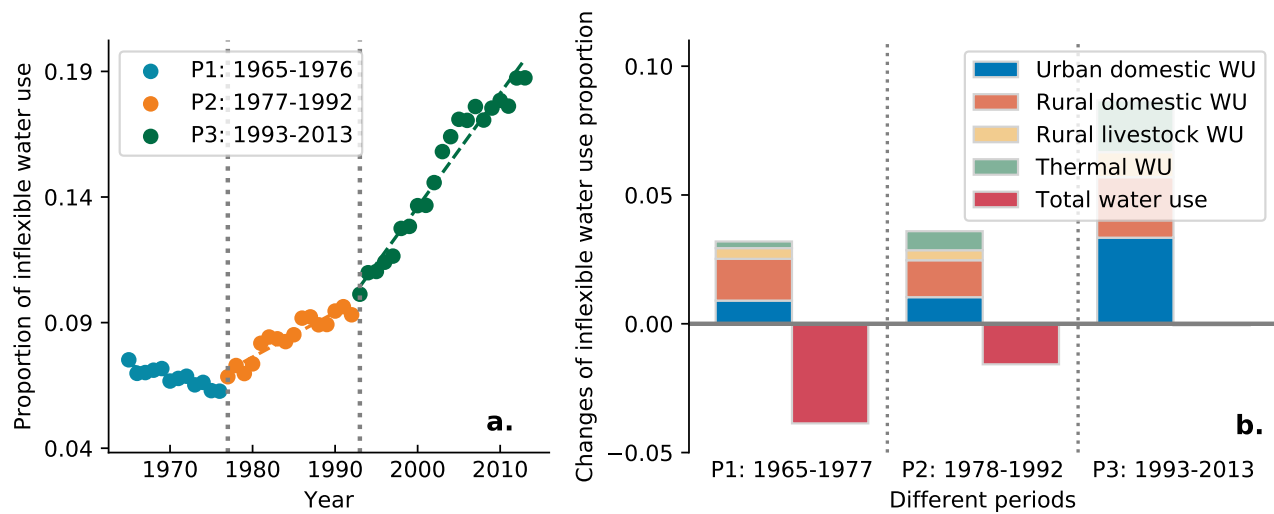 Proportion of inflexible water use
0.19
0.14
0.09
0.04
P1: 1965-1976
P2: 1977-1992
P3: 1993-2013
a.
1970
1980
1990
2000
2010
Year
Changes of inflexible water use proportion
0.10
0.05
0.00
−0.05
Urban domestic WU
Rural domestic WU
Rural livestock WU
Thermal WU
Total water use
b.
P1: 1965-1977
P2: 1978-1992
P3: 1993-2013
Different periods